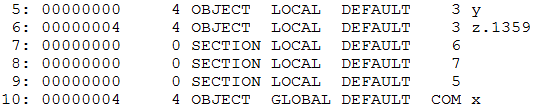 5: 00000000 4 OBJECT LOCAL DEFAULT 3 y
6: 00000004 4 OBJECT LOCAL DEFAULT 3 z.1359
7: 00000000 0 SECTION LOCAL DEFAULT 6
8: 00000000 0 SECTION LOCAL DEFAULT 7
9: 00000000 0 SECTION LOCAL DEFAULT 5
10: 00000004 4 OBJECT GLOBAL DEFAULT COM x